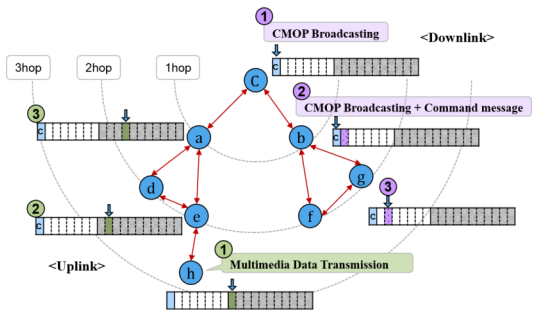 1
CMOP Broadcasting
<Downlink>
3hop
2hop
1hop
C
C
2
CMOP Broadcasting + Command message
3
C
a
b
C
d
g
3
e
f
C
2
C
<Uplink>
1
Multimedia Data Transmission
h